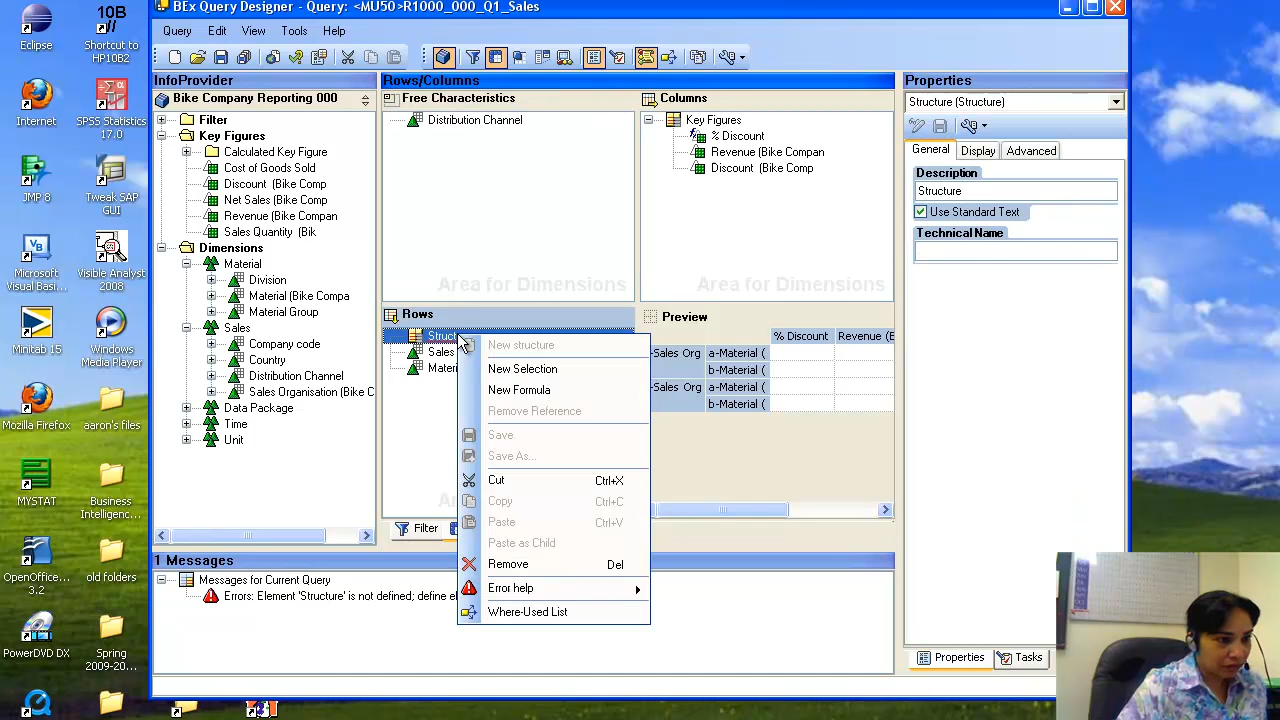 BEx Query Designer - Query: <MU50>R1000_000_Q1_Sales
Query Edit View Tools Help
InfoProvider
Bike Company Reporting 000
Filter
Key Figures
Calculated Key Figure
Cost of Goods Sold
Discount (Bike Comp
Net Sales (Bike Comp
Revenue (Bike Compan
Sales Quantity (Bik
Dimensions
Material
Division
Material (Bike Compa
Material Group
Sales
Company code
Country
Distribution Channel
Sales Organisation (Bike C
Data Package
Time
Unit
Rows/Columns
Free Characteristics
Distribution Channel
Area for Dimensions
Columns
Key Figures
% Discount
Revenue (Bike Compan
Discount (Bike Comp
Area for Dimensions
Rows
Struct
Sales
Materi
Filter
New structure
New Selection
New Formula
Remove Reference
Save
Save As...
Cut Ctrl+X
Copy Ctrl+C
Paste Ctrl+V
Paste as Child
Remove Del
Error help
Where-Used List
Preview
% Discount Revenue (E
-Sales Org a-Material (
b-Material (
-Sales Org a-Material (
b-Material (
Properties
Structure (Structure)
General Display Advanced
Description
Structure
Use Standard Text
Technical Name
Properties Tasks
1 Messages
Messages for Current Query
Errors: Element 'Structure' is not defined; define el
Eclipse
10B
Shortcut to
HP10B2
Internet
SPSS Statistics
17.0
JMP 8
Tweak SAP
GUI
Microsoft
Visual Basi...
Visible Analyst
2008
Minitab 15
Windows
Media Player
Mozilla Firefox
aaron's files
MYSTAT
Business
Intelligenc...
OpenOffice...
3.2
old folders
PowerDVD DX
Spring
2009-20...